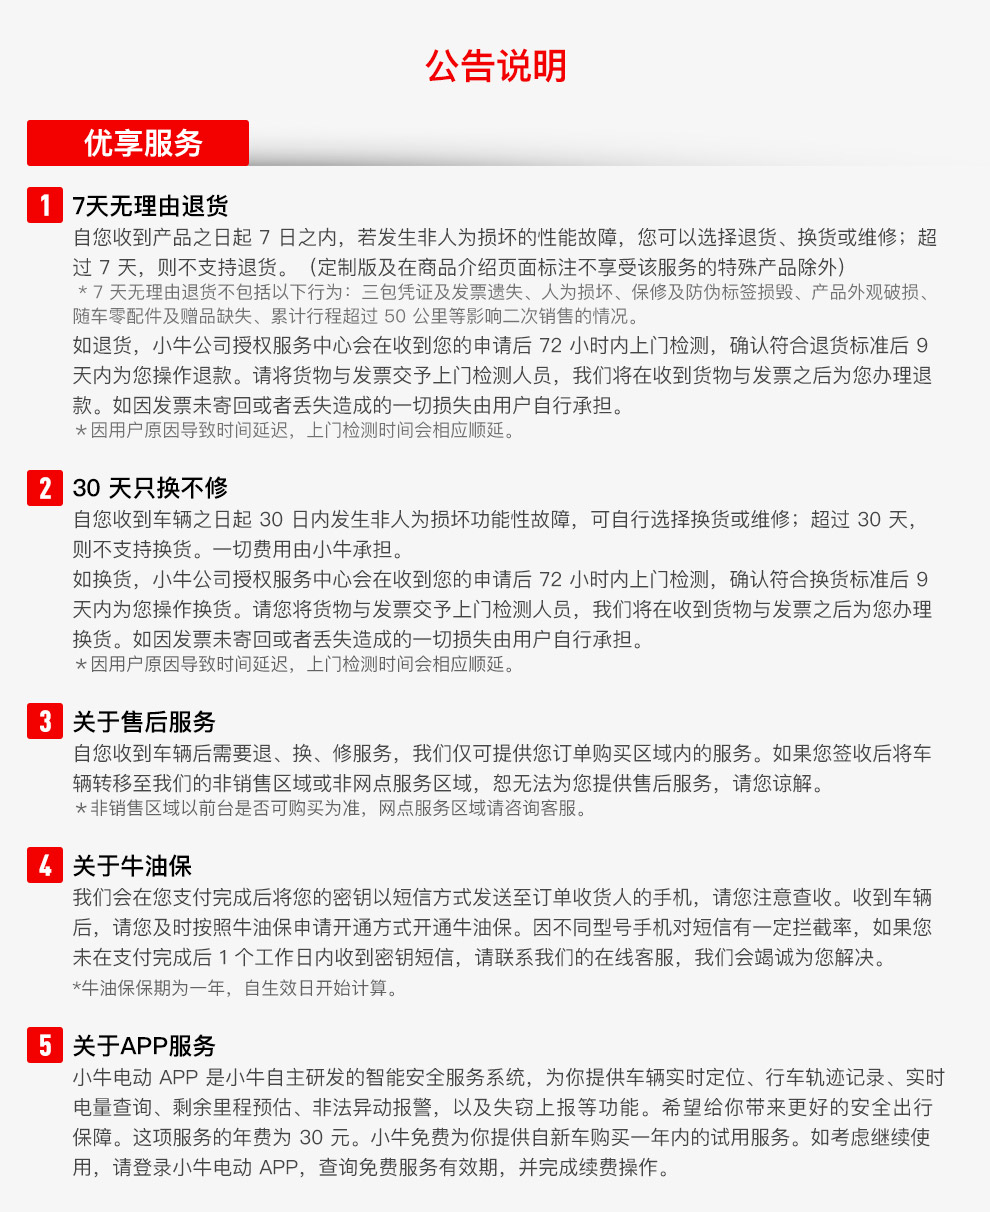 公告说明
优享服务
1 7天无理由退货
自您收到产品之日起 7 日之内，若发生非人为损坏的性能故障，您可以选择退货、换货或维修；超
过 7 天，则不支持退货。（定制版及在商品介绍页面标注不享受该服务的特殊产品除外）
*7 天无理由退货不包括以下行为：三包凭证及发票遗失、人为损坏、保修及防伪标签损毁、产品外观破损、
随车零配件及赠品缺失、累计行程超过 50 公里等影响二次销售的情况。
如退货，小牛公司授权服务中心会在收到您的申请后 72 小时内上门检测，确认符合退货标准后 9
天内为您操作退款。请将货物与发票交予上门检测人员，我们将在收到货物与发票之后为您办理退
款。如因发票未寄回或者丢失造成的一切损失由用户自行承担。
*因用户原因导致时间延迟，上门检测时间会相应顺延。
2 30 天只换不修
自您收到车辆之日起 30 日内发生非人为损坏功能性故障，可自行选择换货或维修；超过 30 天，
则不支持换货。一切费用由小牛承担。
如换货，小牛公司授权服务中心会在收到您的申请后 72 小时内上门检测，确认符合换货标准后 9
天内为您操作换货。请您将货物与发票交予上门检测人员，我们将在收到货物与发票之后为您办理
换货。如因发票未寄回或者丢失造成的一切损失由用户自行承担。
*因用户原因导致时间延迟，上门检测时间会相应顺延。
3 关于售后服务
自您收到车辆后需要退、换、修服务，我们仅可提供您订单购买区域内的服务。如果您签收后将车
辆转移至我们的非销售区域或非网点服务区域，恕无法为您提供售后服务，请您谅解。
*非销售区域以前台是否可购买为准，网点服务区域请咨询客服。
4 关于牛油保
我们会在您支付完成后将您的密钥以短信方式发送至订单收货人的手机，请您注意查收。收到车辆
后，请您及时按照牛油保申请开通方式开通牛油保。因不同型号手机对短信有一定拦截率，如果您
未在支付完成后 1 个工作日内收到密钥短信，请联系我们的在线客服，我们会竭诚为您解决。
*牛油保保期为一年，自生效日开始计算。
5 关于APP服务
小牛电动 APP 是小牛自主研发的智能安全服务系统，为你提供车辆实时定位、行车轨迹记录、实时
电量查询、剩余里程预估、非法异动报警，以及失窃上报等功能。希望给你带来更好的安全出行
保障。这项服务的年费为 30 元。小牛免费为你提供自新车购买一年内的试用服务。如考虑继续使
用，请登录小牛电动 APP，查询免费服务有效期，并完成续费操作。